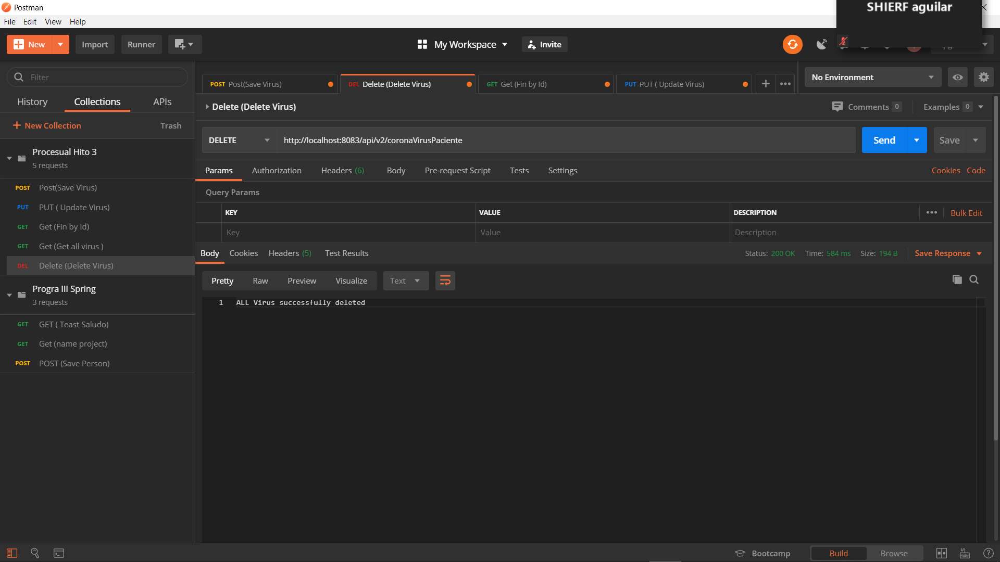 Postman
SHIERF aguilar
File Edit View Help
New Import Runner My Workspace Invite
Filter
POST Post(Save Virus) DEL Delete (Delete Virus) GET Get (Fin by Id) PUT PUT ( Update Virus) No Environment
History Collections APIs
Delete (Delete Virus) Comments 0 Examples 0
New Collection Trash
DELETE http://localhost:8083/api/v2/coronaVirusPaciente Send Save
Procesual Hito 3
5 requests
Params Authorization Headers (6) Body Pre-request Script Tests Settings Cookies Code
POST Post(Save Virus)
Query Params
PUT PUT ( Update Virus)
KEY VALUE DESCRIPTION Bulk Edit
GET Get (Fin by Id)
Key Value Description
GET Get (Get all virus )
Body Cookies Headers (5) Test Results Status: 200 OK Time: 584 ms Size: 194 B Save Response
DEL Delete (Delete Virus)
Pretty Raw Preview Visualize Text
Progra III Spring
3 requests
1 ALL Virus successfully deleted
GET GET ( Teast Saludo)
GET Get (name project)
POST POST (Save Person)
Bootcamp Build Browse